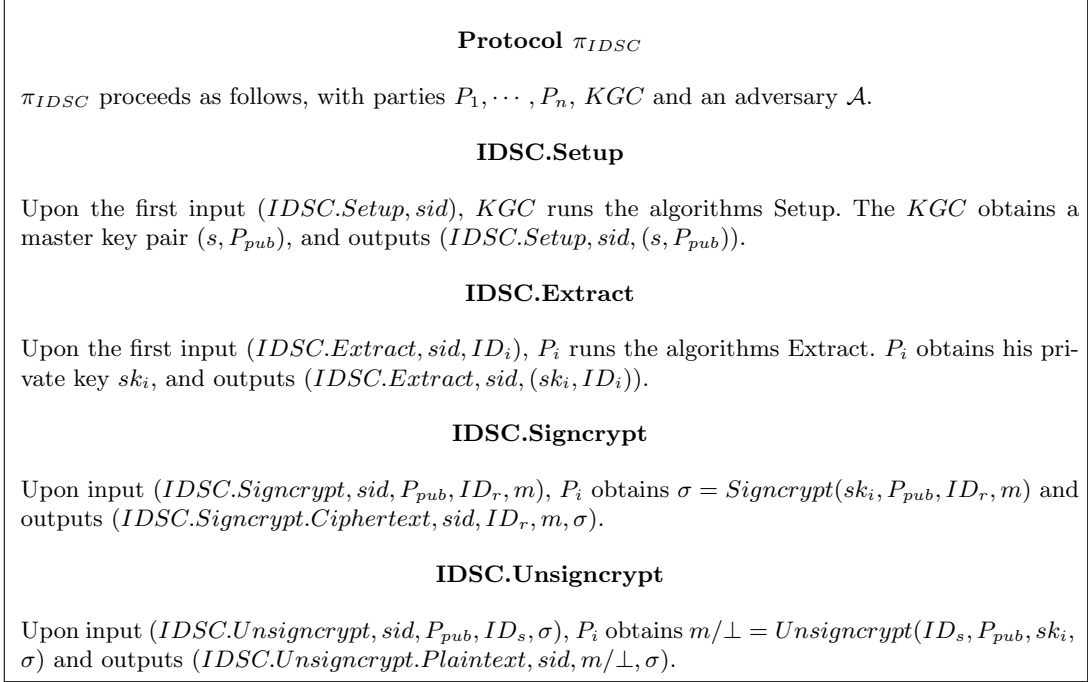 Protocol π_{IDSC}
π_{IDSC} proceeds as follows, with parties P_1, ··· , P_n, KGC and an adversary 𝒜.
IDSC.Setup
Upon the first input (IDSC.Setup, sid), KGC runs the algorithms Setup. The KGC obtains a
master key pair (s, P_{pub}), and outputs (IDSC.Setup, sid, (s, P_{pub})).
IDSC.Extract
Upon the first input (IDSC.Extract, sid, ID_i), P_i runs the algorithms Extract. P_i obtains his pri-
vate key sk_i, and outputs (IDSC.Extract, sid, (sk_i, ID_i)).
IDSC.Signcrypt
Upon input (IDSC.Signcrypt, sid, P_{pub}, ID_r, m), P_i obtains σ = Signcrypt(sk_i, P_{pub}, ID_r, m) and
outputs (IDSC.Signcrypt.Ciphertext, sid, ID_r, m, σ).
IDSC.Unsigncrypt
Upon input (IDSC.Unsigncrypt, sid, P_{pub}, ID_s, σ), P_i obtains m/⊥ = Unsigncrypt(ID_s, P_{pub}, sk_i,
σ) and outputs (IDSC.Unsigncrypt.Plaintext, sid, m/⊥, σ).